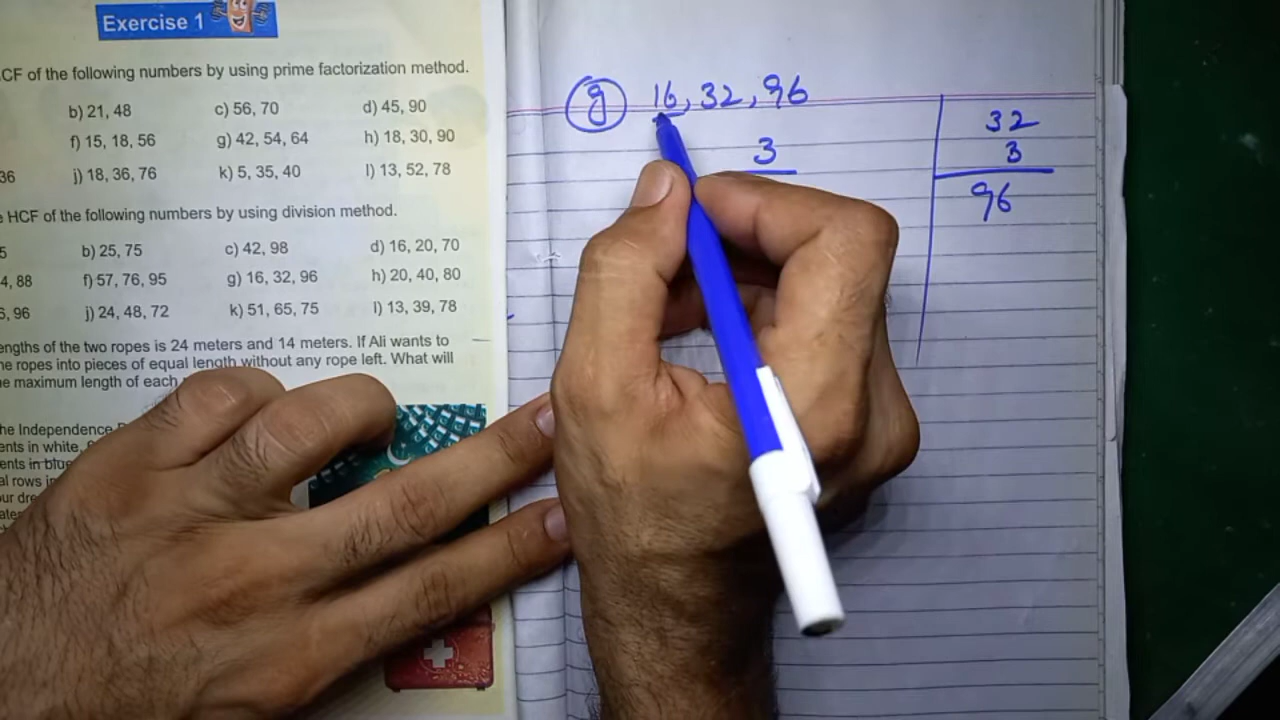 Exercise 1
CF of the following numbers by using prime factorization method.
b) 21, 48 c) 56, 70 d) 45, 90
f) 15, 18, 56 g) 42, 54, 64 h) 18, 30, 90
36 j) 18, 36, 76 k) 5, 35, 40 l) 13, 52, 78
HCF of the following numbers by using division method.
5 b) 25, 75 c) 42, 98 d) 16, 20, 70
4, 88 f) 57, 76, 95 g) 16, 32, 96 h) 20, 40, 80
, 96 j) 24, 48, 72 k) 51, 65, 75 l) 13, 39, 78
engths of the two ropes is 24 meters and 14 meters. If Ali wants to
ropes into pieces of equal length without any rope left. What will
maximum length of each
he Independence
ents in white,
ents in blue
al rows
g 16, 32, 96
3
32
3
96